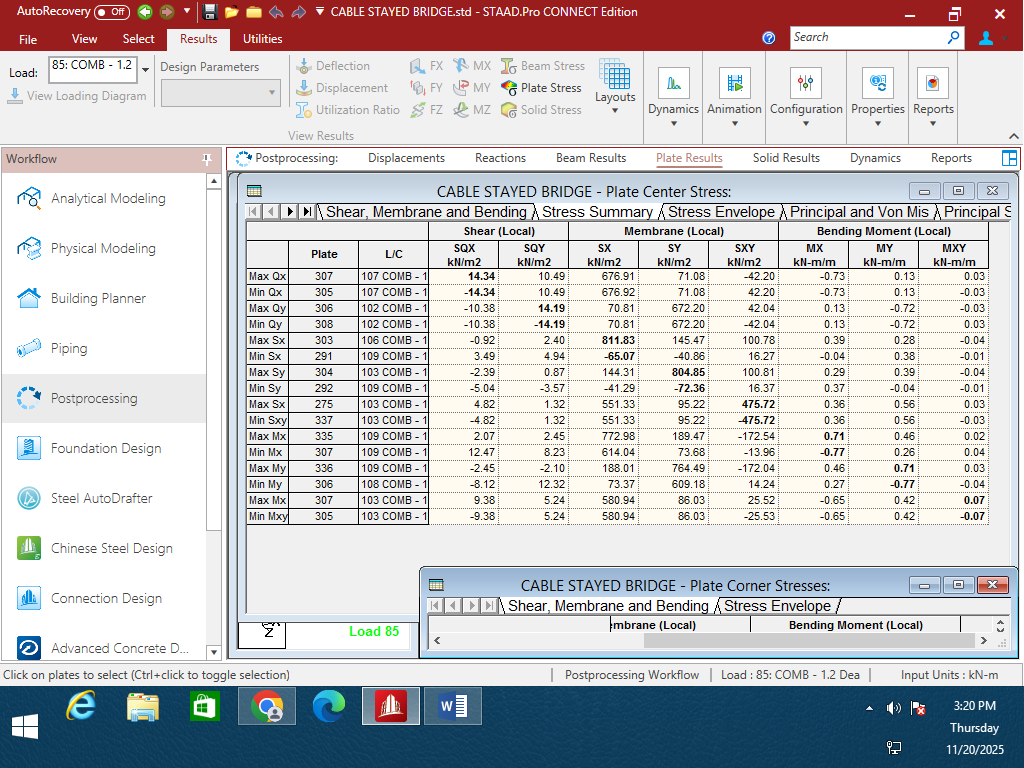 AutoRecovery Off CABLE STAYED BRIDGE.std - STAAD.Pro CONNECT Edition
File View Select Results Utilities Search
Load: 85: COMB - 1.2 Design Parameters Deflection FX MX Beam Stress
View Loading Diagram Displacement FY MY Plate Stress Layouts Dynamics Animation Configuration Properties Reports
Utilization Ratio FZ MZ Solid Stress
View Results
Workflow Postprocessing: Displacements Reactions Beam Results Plate Results Solid Results Dynamics Reports
Analytical Modeling
Physical Modeling
Building Planner
Piping
Postprocessing
Foundation Design
Steel AutoDrafter
Chinese Steel Design
Connection Design
Advanced Concrete D...
CABLE STAYED BRIDGE - Plate Center Stress:
Shear, Membrane and Bending Stress Summary Stress Envelope Principal and Von Mis Principal S
Shear (Local) Membrane (Local) Bending Moment (Local)
Plate L/C SQX SQY SX SY SXY MX MY MXY
kN/m2 kN/m2 kN/m2 kN/m2 kN/m2 kN-m/m kN-m/m kN-m/m
Max Qx 307 107 COMB - 1 14.34 10.49 676.91 71.08 -42.20 -0.73 0.13 0.03
Min Qx 305 107 COMB - 1 -14.34 10.49 676.92 71.08 42.20 -0.73 0.13 -0.03
Max Qy 306 102 COMB - 1 -10.38 14.19 70.81 672.20 42.04 0.13 -0.72 -0.03
Min Qy 308 102 COMB - 1 -10.38 -14.19 70.81 672.20 -42.04 0.13 -0.72 0.03
Max Sx 303 106 COMB - 1 -0.92 2.40 811.83 145.47 100.78 0.39 0.28 -0.04
Min Sx 291 109 COMB - 1 3.49 4.94 -65.07 -40.86 16.27 -0.04 0.38 -0.01
Max Sy 304 103 COMB - 1 -2.39 0.87 144.31 804.85 100.81 0.29 0.39 -0.04
Min Sy 292 109 COMB - 1 -5.04 -3.57 -41.29 -72.36 16.37 0.37 -0.04 -0.01
Max Sx 275 103 COMB - 1 4.82 1.32 551.33 95.22 475.72 0.36 0.56 0.03
Min Sxy 337 103 COMB - 1 -4.82 1.32 551.33 95.22 -475.72 0.36 0.56 -0.03
Max Mx 335 109 COMB - 1 2.07 2.45 772.98 189.47 -172.54 0.71 0.46 0.02
Min Mx 307 109 COMB - 1 12.47 8.23 614.04 73.68 -13.96 -0.77 0.26 0.04
Max My 336 109 COMB - 1 -2.45 -2.10 188.01 764.49 -172.04 0.46 0.71 0.03
Min My 306 108 COMB - 1 -8.12 12.32 73.37 609.18 14.24 0.27 -0.77 -0.04
Max Mx 307 103 COMB - 1 9.38 5.24 580.94 86.03 25.52 -0.65 0.42 0.07
Min Mxy 305 103 COMB - 1 -9.38 5.24 580.94 86.03 -25.53 -0.65 0.42 -0.07
CABLE STAYED BRIDGE - Plate Corner Stresses:
Shear, Membrane and Bending Stress Envelope
mbrane (Local) Bending Moment (Local)
Z Load 85
Click on plates to select (Ctrl+click to toggle selection) Postprocessing Workflow Load : 85: COMB - 1.2 Dea Input Units : kN-m
3:20 PM
Thursday
11/20/2025